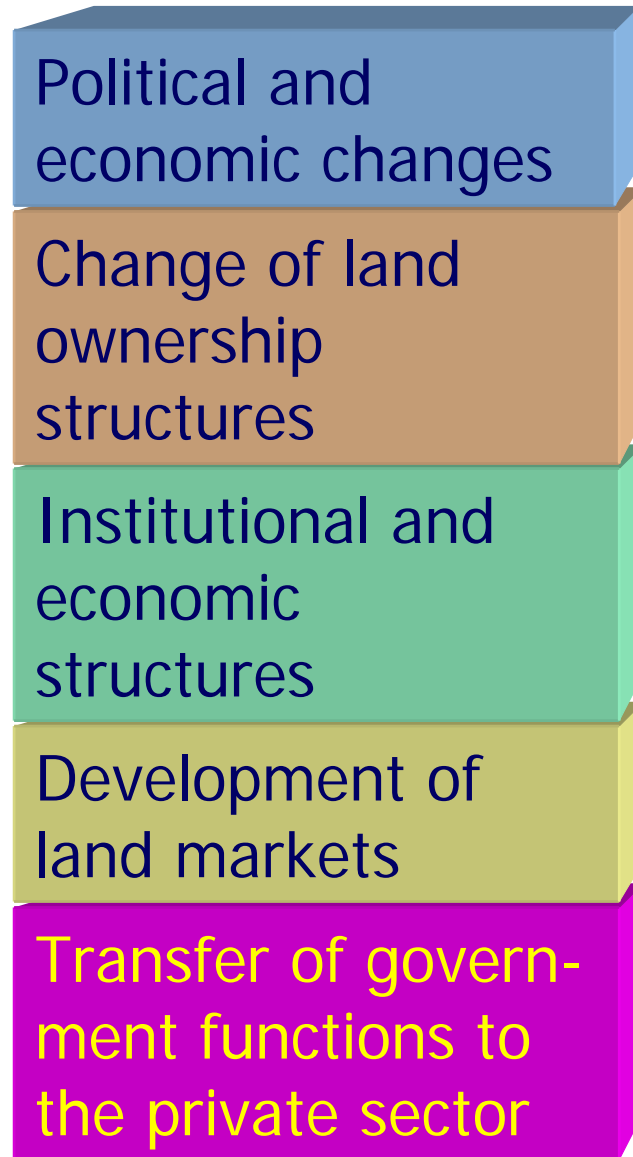 Political and
economic changes
Change of land
ownership
structures
Institutional and
economic
structures
Development of
land markets
Transfer of govern-
ment functions to
the private sector